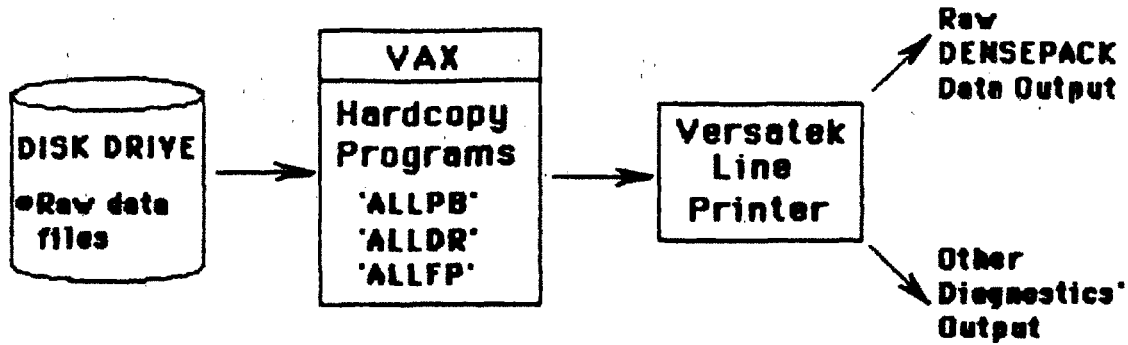 DISK DRIVE
•Raw data
files
VAX
Hardcopy
Programs
'ALLPB'
'ALLDR'
'ALLFP'
Versatek
Line
Printer
Raw
DENSEPACK
Data Output
Other
Diagnostics'
Output